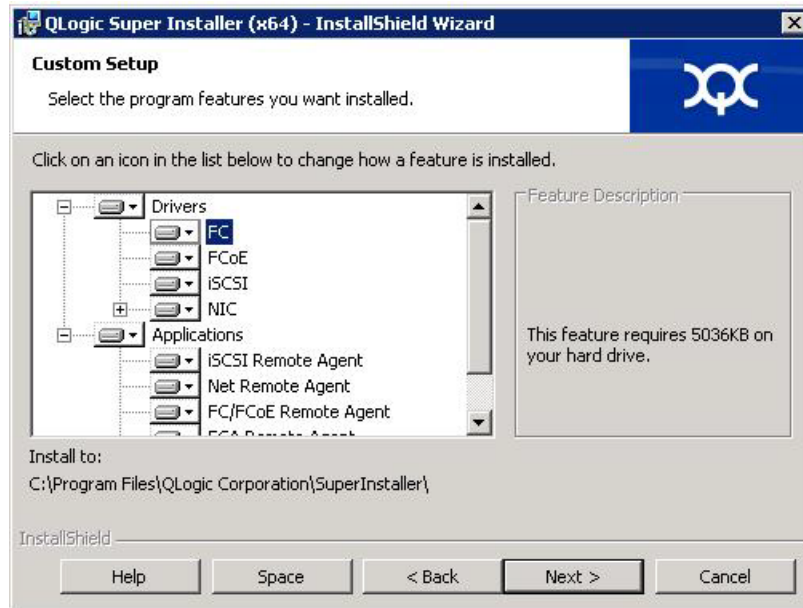 QLogic Super Installer (x64) - InstallShield Wizard
Custom Setup
Select the program features you want installed.
Click on an icon in the list below to change how a feature is installed.
Drivers
FC
FCoE
iSCSI
NIC
Applications
iSCSI Remote Agent
Net Remote Agent
FC/FCoE Remote Agent
Feature Description
This feature requires 5036KB on
your hard drive.
Install to:
C:\Program Files\QLogic Corporation\SuperInstaller\
InstallShield
Help
Space
< Back
Next >
Cancel